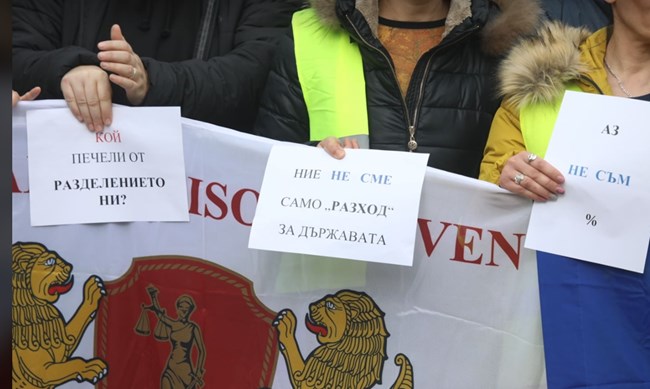 КОЙ
ПЕЧЕЛИ ОТ
РАЗДЕЛЕНИЕТО
НИ?
НИЕ НЕ СМЕ
САМО „РАЗХОД“
ЗА ДЪРЖАВАТА
АЗ
НЕ СЪМ
%